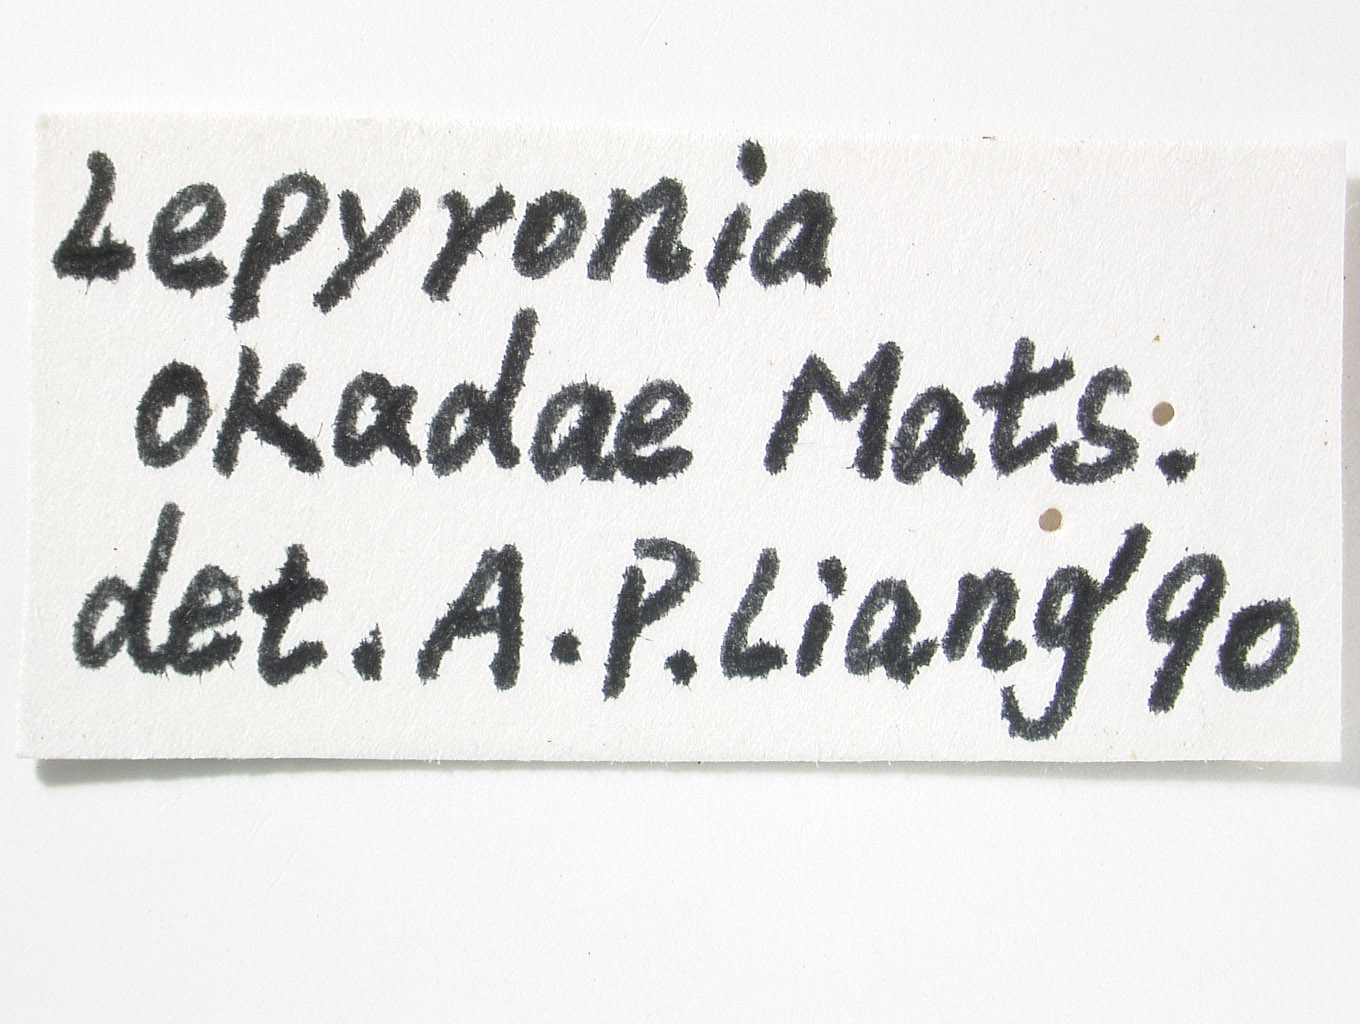 Lepyronia
okadae Mats.
det. A.P.Liang'90